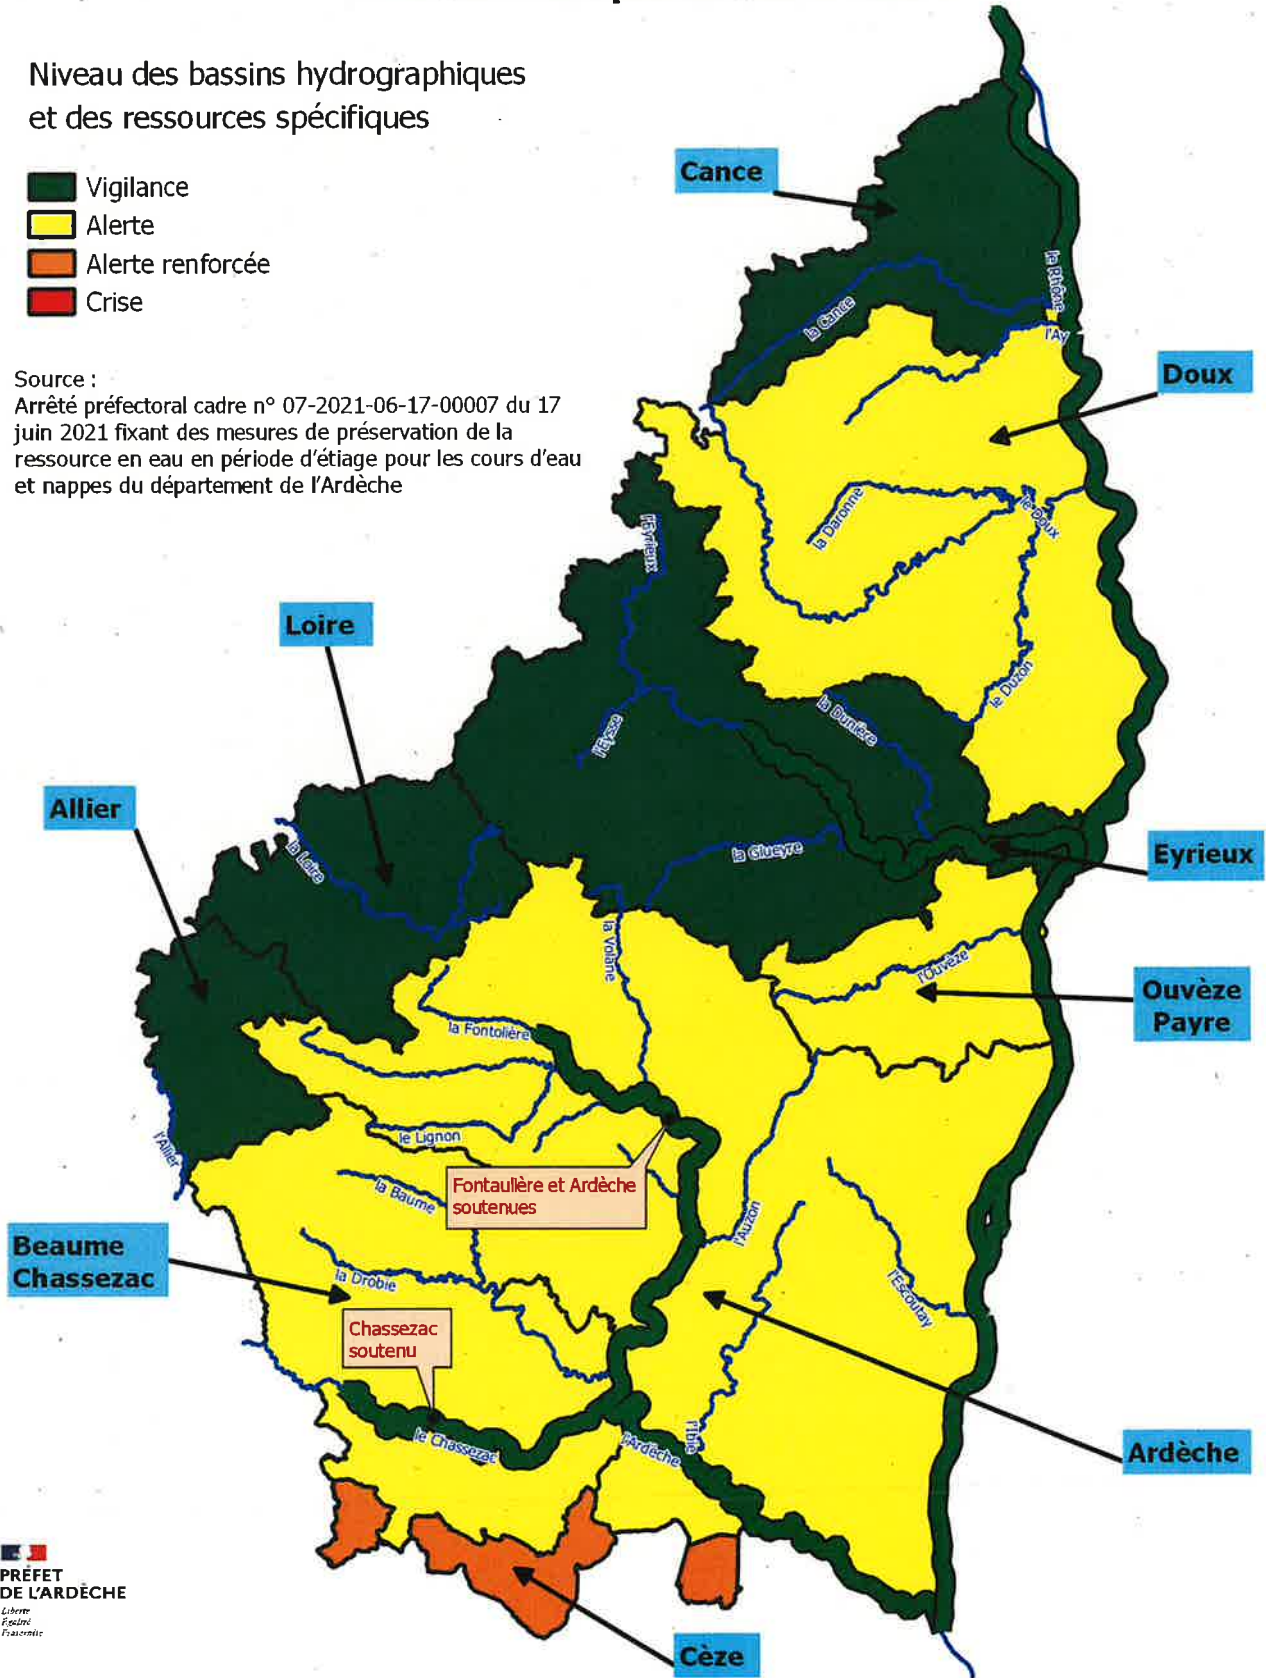 Niveau des bassins hydrographiques
et des ressources spécifiques
Vigilance
Alerte
Alerte renforcée
Crise
Source :
Arrêté préfectoral cadre n° 07-2021-06-17-00007 du 17
juin 2021 fixant des mesures de préservation de la
ressource en eau en période d'étiage pour les cours d'eau
et nappes du département de l'Ardèche
Cance
le Rhône
la Cance
l'Ay
Doux
la Daronne
le Doux
l'Eyrieux
Loire
le Duzon
la Dunière
l'Eysse
Allier
la Loire
la Glueyre
Eyrieux
la Volane
l'Ouvèze
Ouvèze
Payre
la Fontolière
le Lignon
l'Allier
la Baume
Fontaulière et Ardèche
soutenues
l'Auzon
Beaume
Chassezac
la Drobie
l'Escoutay
Chassezac
soutenu
le Chassezac
l'Ardèche
l'Ibie
Ardèche
Cèze
PRÉFET
DE L'ARDÈCHE
Liberté
Égalité
Fraternité